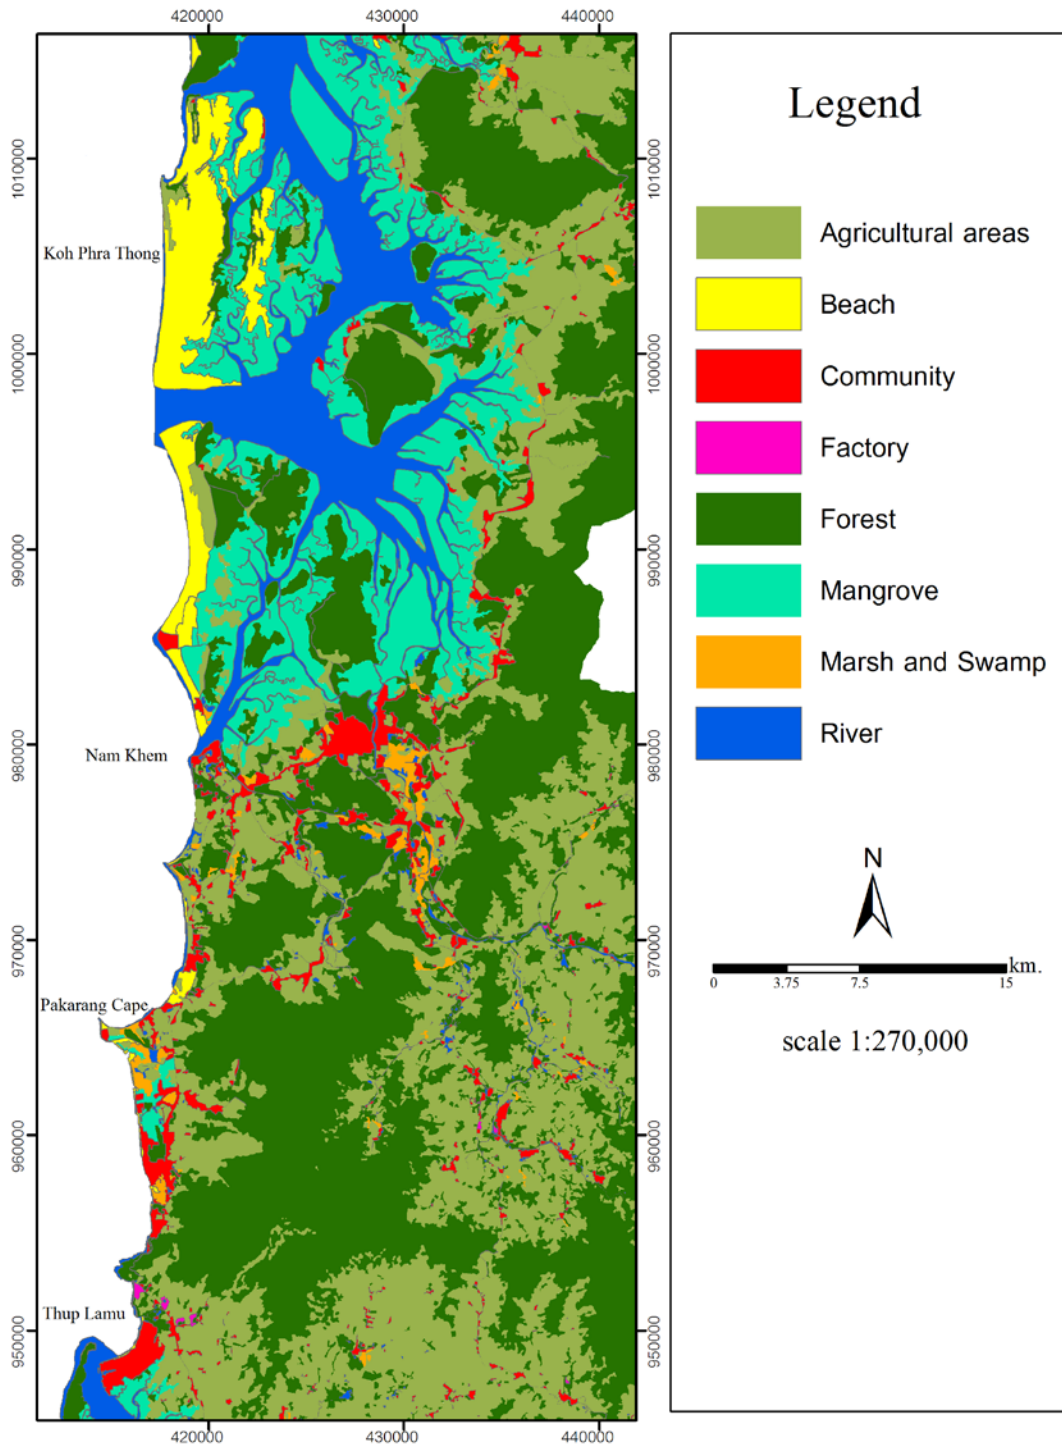 420000 430000 440000
Legend
1010000 1010000
Agricultural areas
Koh Phra Thong
Beach
1000000 1000000
Community
Factory
Forest
990000 990000
Mangrove
Marsh and Swamp
River
Nam Khem
980000 980000
N
970000 970000
km.
0 3.75 7.5 15
Pakarang Cape
scale 1:270,000
960000 960000
Thup Lamu
950000 950000
420000 430000 440000